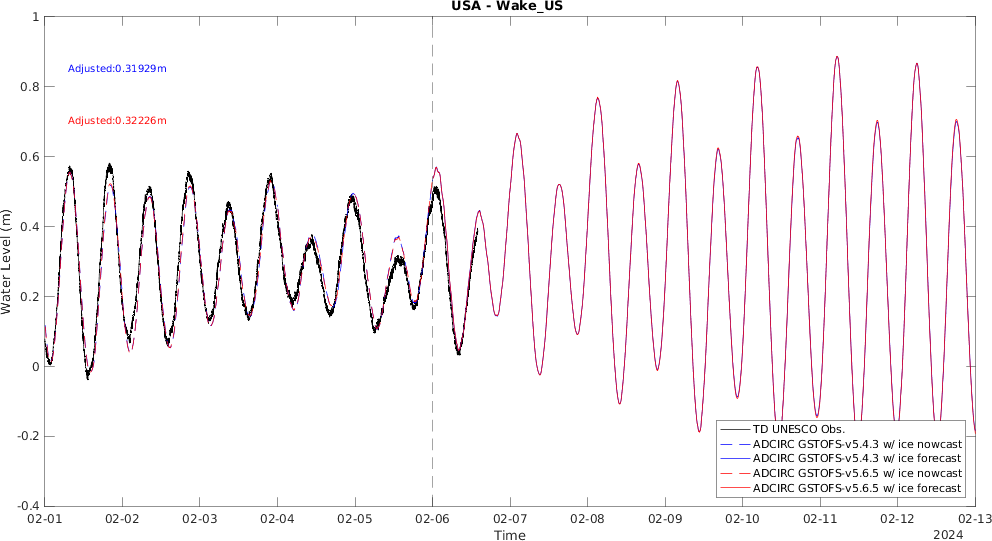 USA - Wake_US
Adjusted:0.31929m
Adjusted:0.32226m
1
0.8
0.6
0.4
0.2
0
-0.2
-0.4
Water Level (m)
TD UNESCO Obs.
ADCIRC GSTOFS-v5.4.3 w/ ice nowcast
ADCIRC GSTOFS-v5.4.3 w/ ice forecast
ADCIRC GSTOFS-v5.6.5 w/ ice nowcast
ADCIRC GSTOFS-v5.6.5 w/ ice forecast
02-01 02-02 02-03 02-04 02-05 02-06 02-07 02-08 02-09 02-10 02-11 02-12 02-13
Time
2024